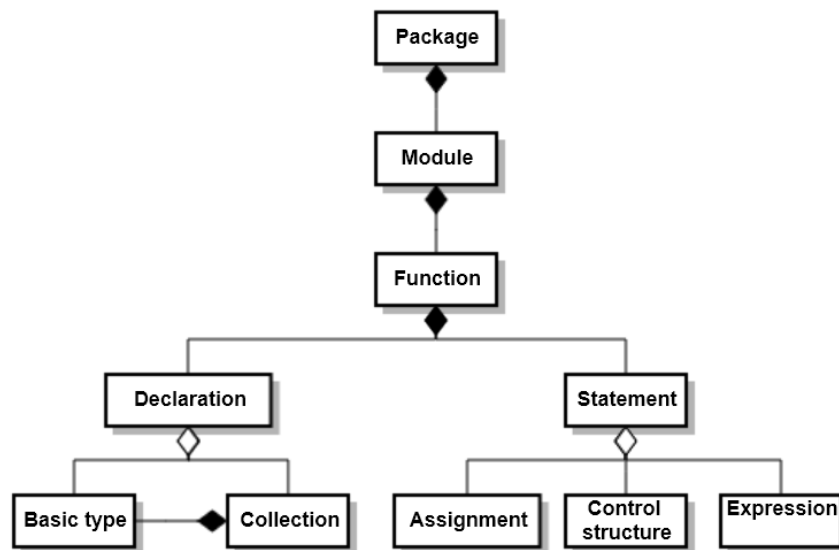 Package
Module
Function
Declaration
Statement
Basic type
Collection
Assignment
Control
structure
Expression